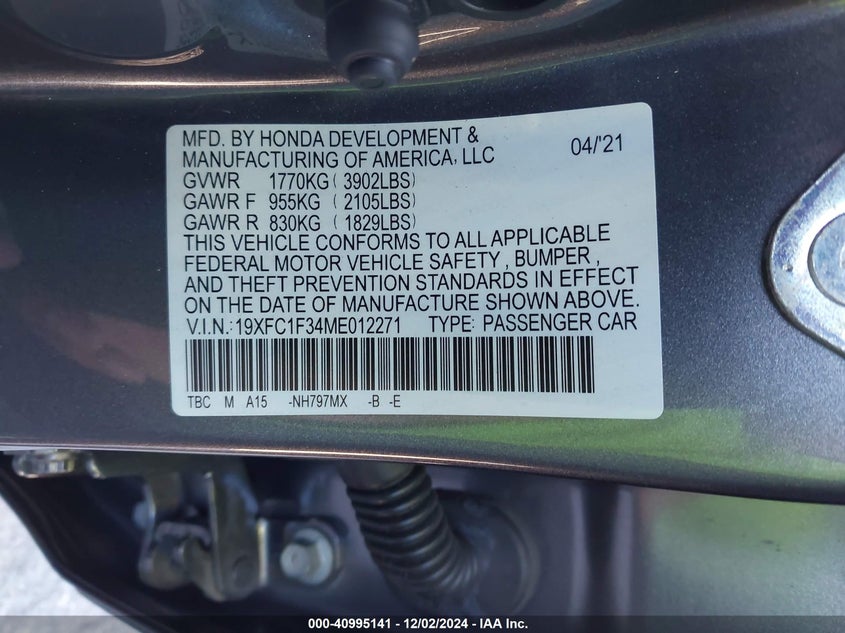 MFD. BY HONDA DEVELOPMENT &
MANUFACTURING OF AMERICA, LLC 04/'21
GVWR 1770KG ( 3902LBS)
GAWR F 955KG ( 2105LBS)
GAWR R 830KG ( 1829LBS)
THIS VEHICLE CONFORMS TO ALL APPLICABLE
FEDERAL MOTOR VEHICLE SAFETY , BUMPER ,
AND THEFT PREVENTION STANDARDS IN EFFECT
ON THE DATE OF MANUFACTURE SHOWN ABOVE.
V.I.N.:19XFC1F34ME012271 TYPE: PASSENGER CAR
TBC M A15 -NH797MX -B -E
000-40995141 - 12/02/2024 - IAA Inc.